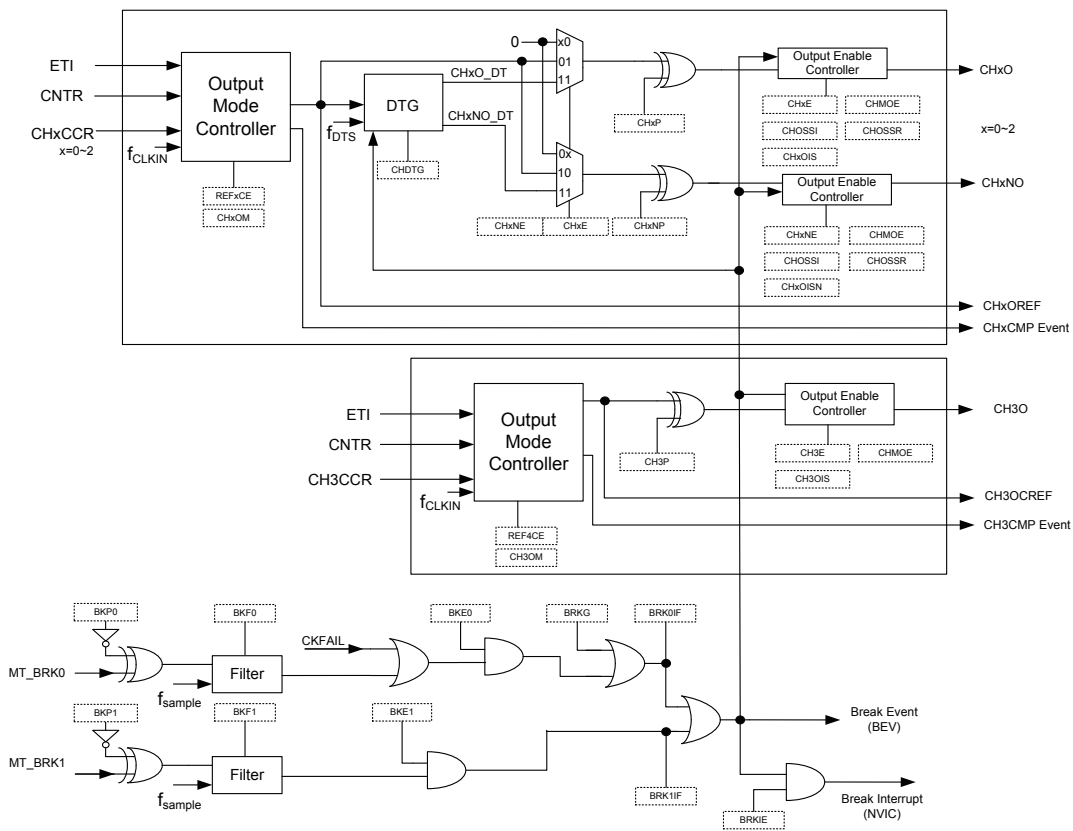 ETI
CNTR
CHxCCR
x=0~2
fCLKIN
Output
Mode
Controller
REFxCE
CHxOM
DTG
fDTS
CHDTG
CHxO_DT
CHxNO_DT
0
x0
01
11
0x
10
11
CHxNE
CHxE
CHxP
CHxNP
Output Enable
Controller
CHxE
CHMOE
CHOSSI
CHOSSR
CHxOIS
CHxO
x=0~2
Output Enable
Controller
CHxNE
CHMOE
CHOSSI
CHOSSR
CHxOISN
CHxNO
CHxOREF
CHxCMP Event
ETI
CNTR
CH3CCR
fCLKIN
Output
Mode
Controller
REF4CE
CH3OM
CH3P
Output Enable
Controller
CH3E
CHMOE
CH3OIS
CH3O
CH3OCREF
CH3CMP Event
BKP0
MT_BRK0
BKF0
Filter
fsample
CKFAIL
BKE0
BRKG
BRK0IF
BKP1
MT_BRK1
BKF1
Filter
fsample
BKE1
BRK1IF
BRKIE
Break Event
(BEV)
Break Interrupt
(NVIC)